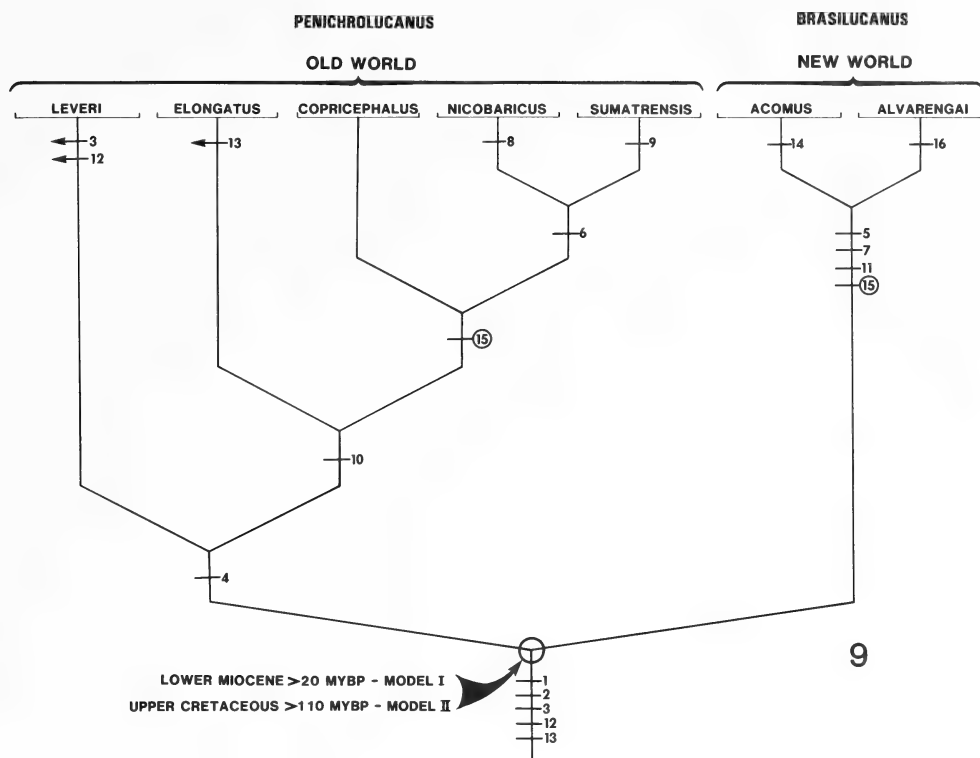 PENICHROLUCANUS BRASILUCANUS
OLD WORLD NEW WORLD
LEVERI ELONGATUS COPRICEPHALUS NICOBARICUS SUMATRENSIS ACOMUS ALVARENGAI
3 13 8 9 14 16
12
6 5
7
11
15
15
10
4
9
LOWER MIOCENE >20 MYBP - MODEL I 1
UPPER CRETACEOUS >110 MYBP - MODEL II 2
3
12
13